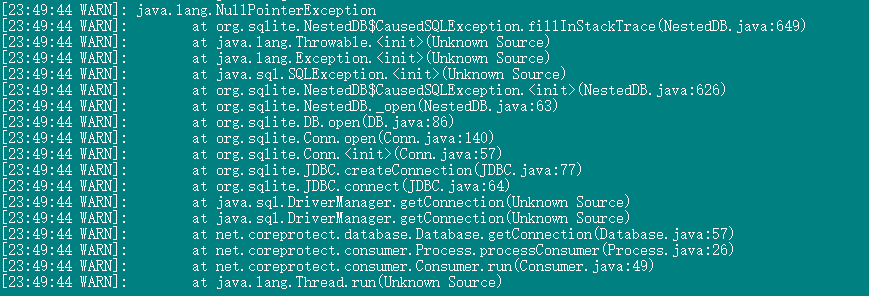 [23:49:44 WARN]: java.lang.NullPointerException
[23:49:44 WARN]: at org.sqlite.NestedDB$CausedSQLException.fillInStackTrace(NestedDB.java:649)
[23:49:44 WARN]: at java.lang.Throwable.<init>(Unknown Source)
[23:49:44 WARN]: at java.lang.Exception.<init>(Unknown Source)
[23:49:44 WARN]: at java.sql.SQLException.<init>(Unknown Source)
[23:49:44 WARN]: at org.sqlite.NestedDB$CausedSQLException.<init>(NestedDB.java:626)
[23:49:44 WARN]: at org.sqlite.NestedDB._open(NestedDB.java:63)
[23:49:44 WARN]: at org.sqlite.DB.open(DB.java:86)
[23:49:44 WARN]: at org.sqlite.Conn.open(Conn.java:140)
[23:49:44 WARN]: at org.sqlite.Conn.<init>(Conn.java:57)
[23:49:44 WARN]: at org.sqlite.JDBC.createConnection(JDBC.java:77)
[23:49:44 WARN]: at org.sqlite.JDBC.connect(JDBC.java:64)
[23:49:44 WARN]: at java.sql.DriverManager.getConnection(Unknown Source)
[23:49:44 WARN]: at java.sql.DriverManager.getConnection(Unknown Source)
[23:49:44 WARN]: at net.coreprotect.database.Database.getConnection(Database.java:57)
[23:49:44 WARN]: at net.coreprotect.consumer.Process.processConsumer(Process.java:26)
[23:49:44 WARN]: at net.coreprotect.consumer.Consumer.run(Consumer.java:49)
[23:49:44 WARN]: at java.lang.Thread.run(Unknown Source)